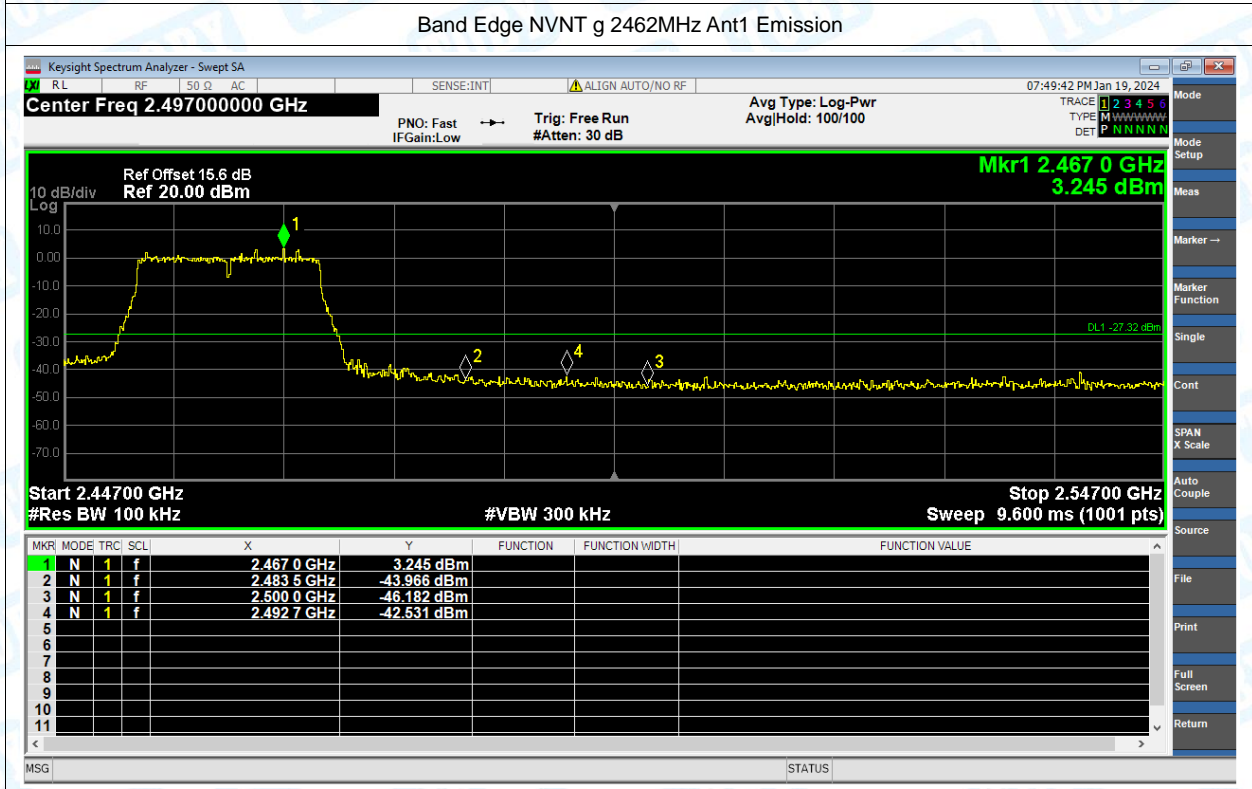 Band Edge NVNT g 2462MHz Ant1 Emission
Keysight Spectrum Analyzer - Swept SA
LXI RL RF 50 Ω AC SENSE:INT ALIGN AUTO/NO RF 07:49:42 PM Jan 19, 2024
Center Freq 2.497000000 GHz
PNO: Fast
IFGain:Low
Trig: Free Run
#Atten: 30 dB
Avg Type: Log-Pwr
Avg|Hold: 100/100
TRACE 1 2 3 4 5 6
TYPE M WWWWW
DET P N N N N N
Mkr1 2.467 0 GHz
3.245 dBm
Ref Offset 15.6 dB
10 dB/div Ref 20.00 dBm
Log
10.0
0.00
-10.0
-20.0
-30.0
-40.0
-50.0
-60.0
-70.0
1
2
4
3
DL1 -27.32 dBm
Start 2.44700 GHz Stop 2.54700 GHz
#Res BW 100 kHz #VBW 300 kHz Sweep 9.600 ms (1001 pts)
MKR MODE TRC SCL X Y FUNCTION FUNCTION WIDTH FUNCTION VALUE
1 N 1 f 2.467 0 GHz 3.245 dBm
2 N 1 f 2.483 5 GHz -43.966 dBm
3 N 1 f 2.500 0 GHz -46.182 dBm
4 N 1 f 2.492 7 GHz -42.531 dBm
5
6
7
8
9
10
11
MSG STATUS
Mode
Mode
Setup
Meas
Marker →
Marker
Function
Single
Cont
SPAN
X Scale
Auto
Couple
Source
File
Print
Full
Screen
Return